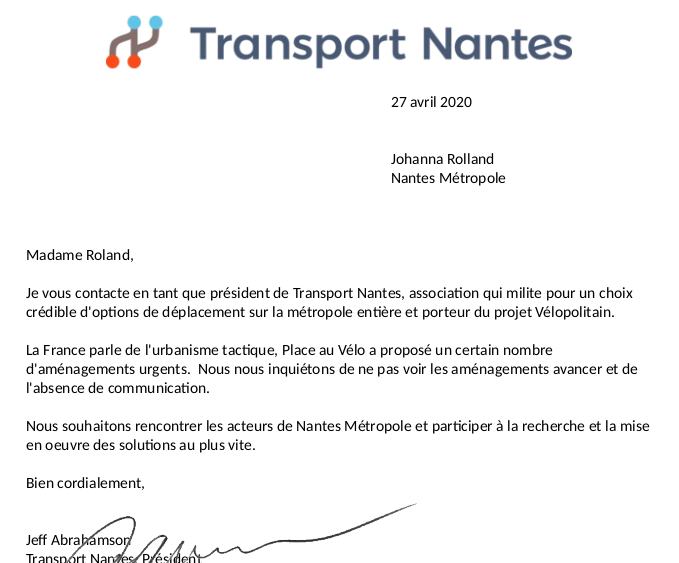 Transport Nantes
27 avril 2020
Johanna Rolland
Nantes Métropole
Madame Roland,
Je vous contacte en tant que président de Transport Nantes, association qui milite pour un choix
crédible d'options de déplacement sur la métropole entière et porteur du projet Vélopolitain.
La France parle de l'urbanisme tactique, Place au Vélo a proposé un certain nombre
d'aménagements urgents.  Nous nous inquiétons de ne pas voir les aménagements avancer et de
l'absence de communication.
Nous souhaitons rencontrer les acteurs de Nantes Métropole et participer à la recherche et la mise
en oeuvre des solutions au plus vite.
Bien cordialement,
Jeff Abrahamson
Transport Nantes, Président